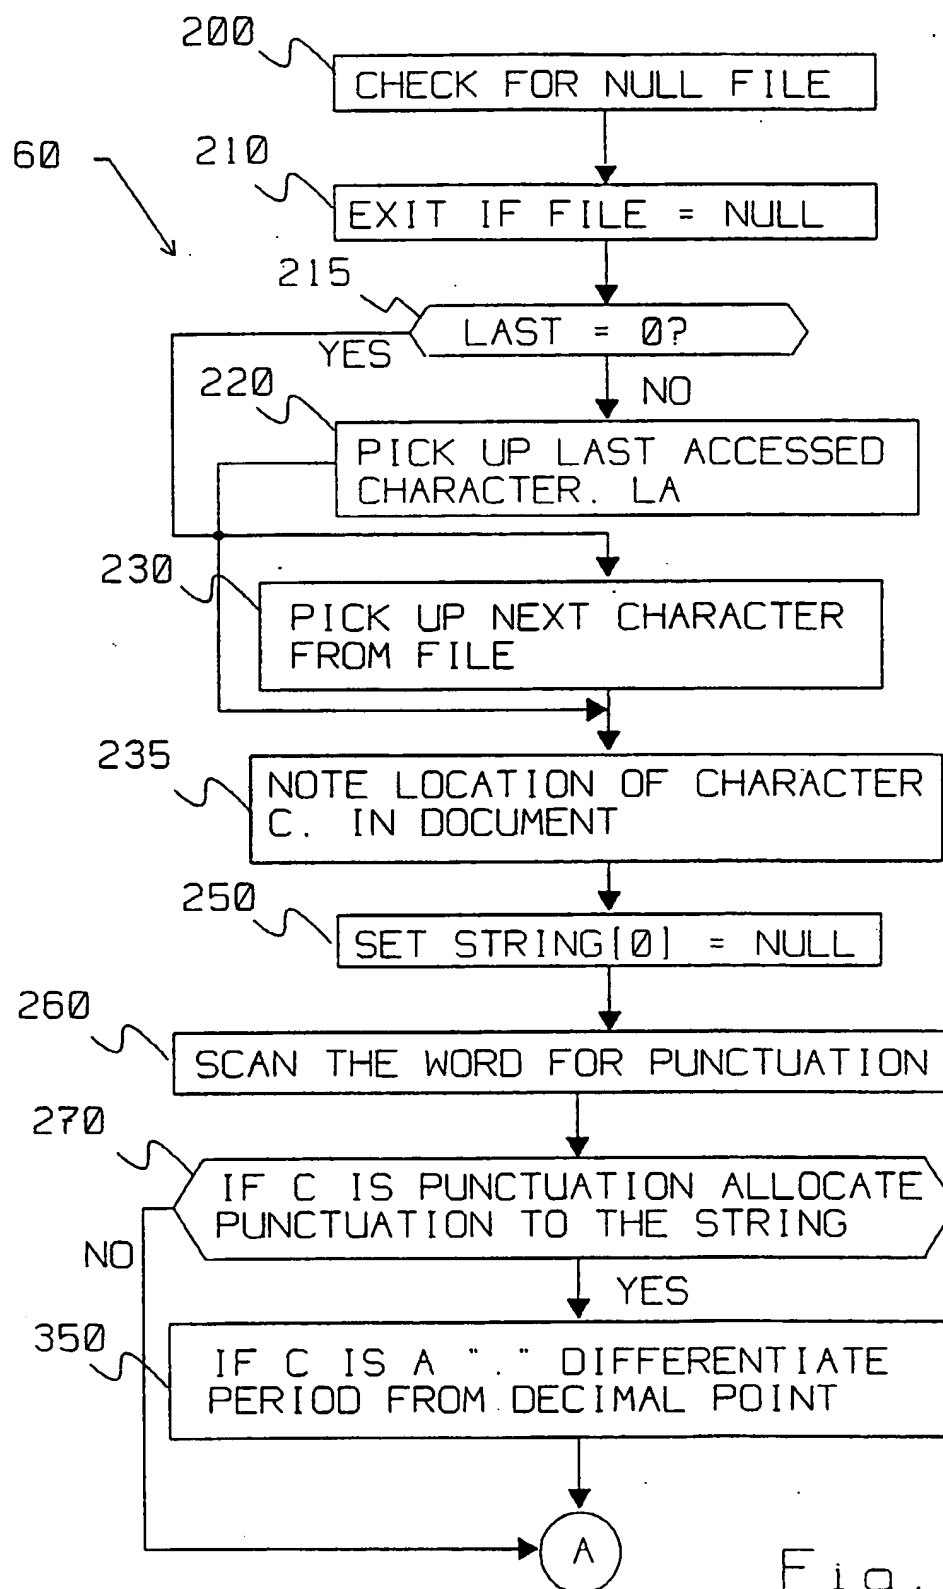 200
CHECK FOR NULL FILE
60
210
EXIT IF FILE = NULL
215
LAST = 0?
YES
NO
220
PICK UP LAST ACCESSED
CHARACTER. LA
230
PICK UP NEXT CHARACTER
FROM FILE
235
NOTE LOCATION OF CHARACTER
C. IN DOCUMENT
250
SET STRING[0] = NULL
260
SCAN THE WORD FOR PUNCTUATION
270
IF C IS PUNCTUATION ALLOCATE
PUNCTUATION TO THE STRING
NO
YES
350
IF C IS A "." DIFFERENTIATE
PERIOD FROM DECIMAL POINT
A
Fig.